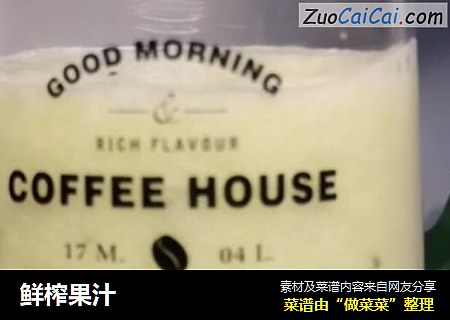 ZuoCaiCai.com
GOOD MORNING
&
RICH FLAVOUR
COFFEE HOUSE
17 M. 04 L.
鲜榨果汁
素材及菜谱内容来自网友分享
菜谱由“做菜菜”整理